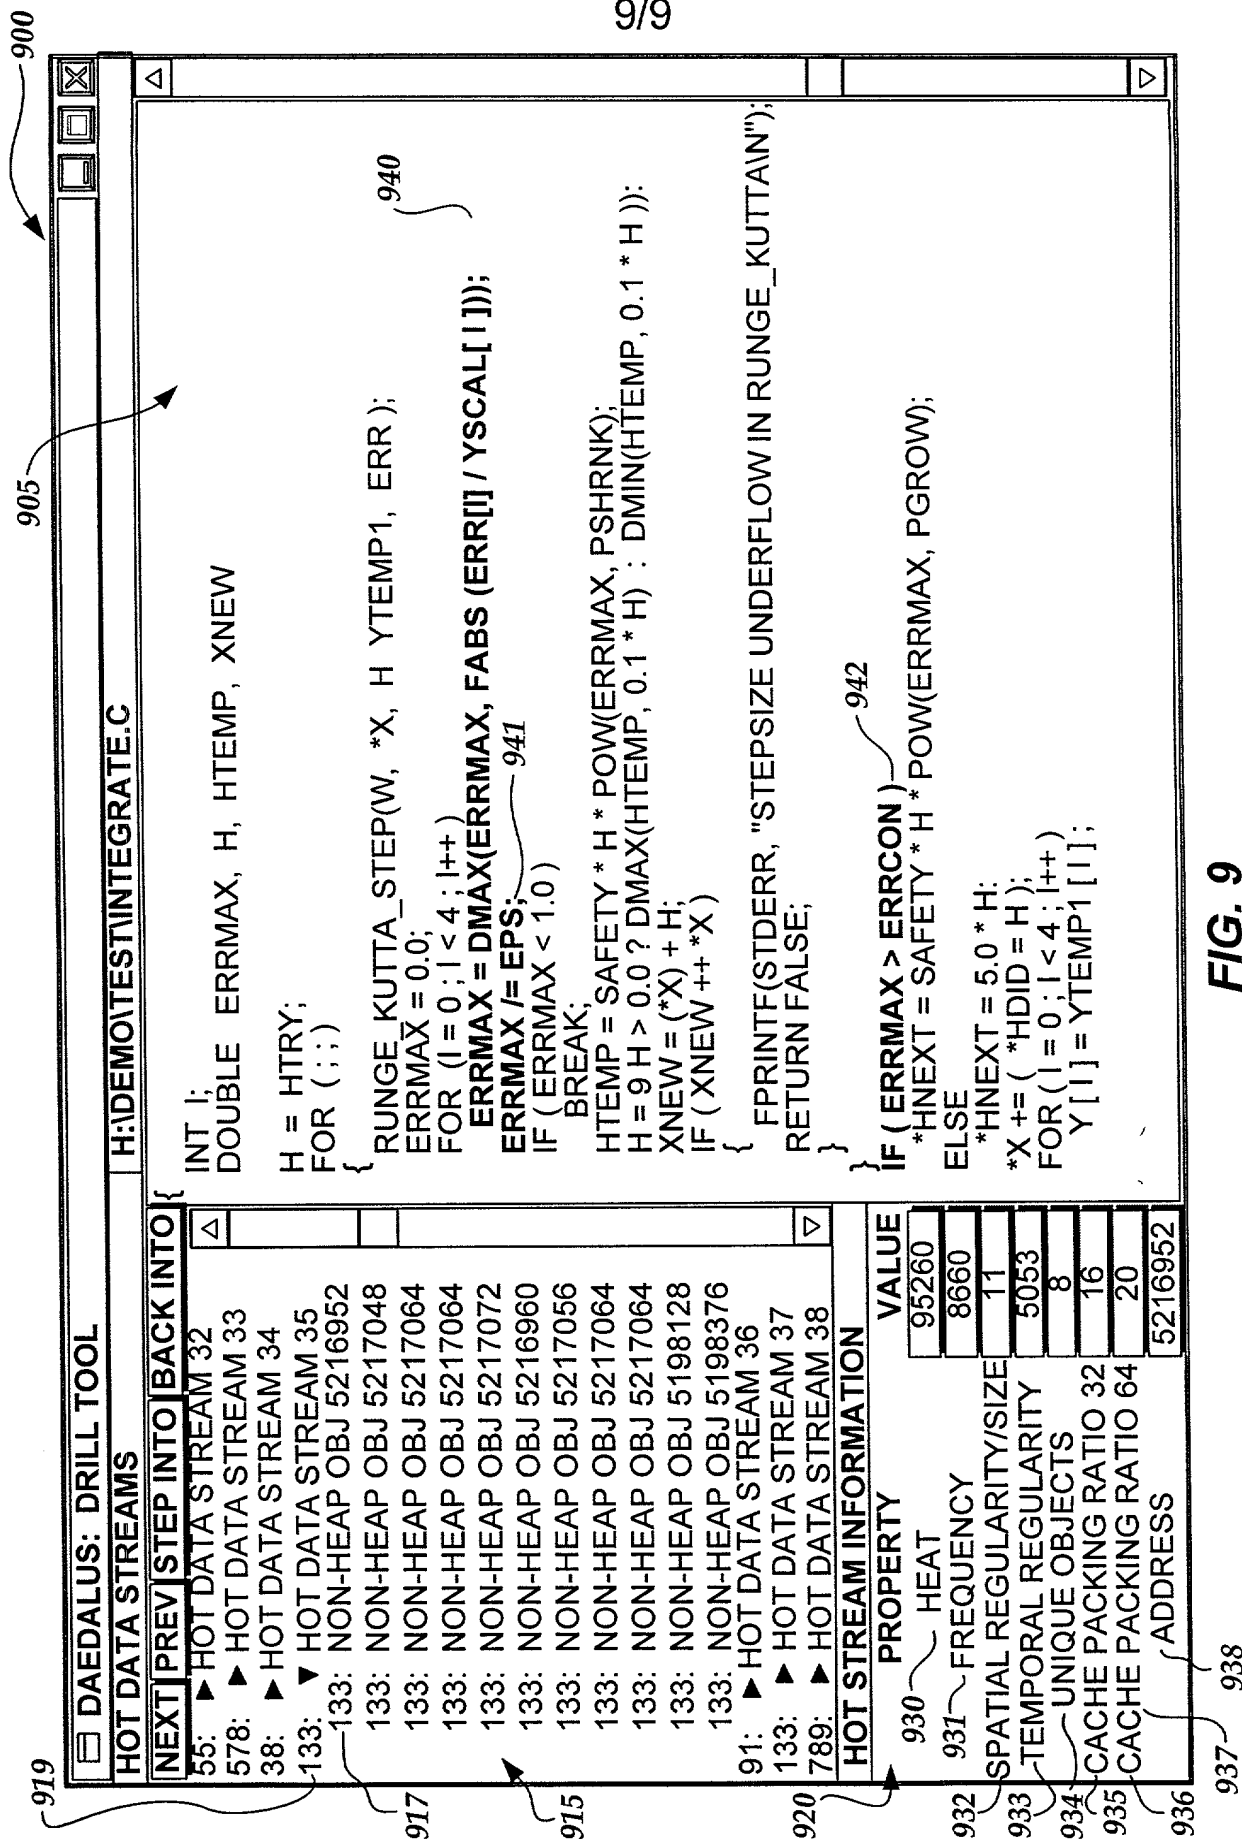 9/9
900
905
DAEDALUS: DRILL TOOL
HOT DATA STREAMS
H:\DEMO\TEST\INTEGRATE.C
NEXT PREV STEP INTO BACK INTO
919
55: ▶ HOT DATA STREAM 32
578: ▶ HOT DATA STREAM 33
38: ▶ HOT DATA STREAM 34
133: ▼ HOT DATA STREAM 35
133: NON-HEAP OBJ 5216952
133: NON-HEAP OBJ 5217048
133: NON-HEAP OBJ 5217064
133: NON-HEAP OBJ 5217064
133: NON-HEAP OBJ 5217072
133: NON-HEAP OBJ 5216960
133: NON-HEAP OBJ 5217056
133: NON-HEAP OBJ 5217064
133: NON-HEAP OBJ 5217064
133: NON-HEAP OBJ 5198128
133: NON-HEAP OBJ 5198376
91: ▶ HOT DATA STREAM 36
133: ▶ HOT DATA STREAM 37
789: ▶ HOT DATA STREAM 38
917
915
920
HOT STREAM INFORMATION
PROPERTY VALUE
930 HEAT 95260
931 FREQUENCY 8660
932 SPATIAL REGULARITY/SIZE 11
933 TEMPORAL REGULARITY 5053
934 UNIQUE OBJECTS 8
935 CACHE PACKING RATIO 32 16
936 CACHE PACKING RATIO 64 20
937
938 ADDRESS 5216952
{
INT I;
DOUBLE ERRMAX, H, HTEMP, XNEW
H = HTRY;
FOR ( ; ; )
{
RUNGE_KUTTA_STEP(W, *X, H YTEMP1, ERR );
ERRMAX = 0.0;
FOR (I = 0 ; I < 4 ; I++ )
ERRMAX = DMAX(ERRMAX, FABS (ERR[I] / YSCAL[ I ]));
940
ERRMAX /= EPS;
941
IF ( ERRMAX < 1.0 )
BREAK;
HTEMP = SAFETY * H * POW(ERRMAX, PSHRNK);
H = 9 H > 0.0 ? DMAX(HTEMP, 0.1 * H) : DMIN(HTEMP, 0.1 * H ));
XNEW = (*X) + H;
IF ( XNEW ++ *X )
{
FPRINTF(STDERR, "STEPSIZE UNDERFLOW IN RUNGE_KUTTA\N");
RETURN FALSE;
}
}
IF ( ERRMAX > ERRCON )
942
*HNEXT = SAFETY * H * POW(ERRMAX, PGROW);
ELSE
*HNEXT = 5.0 * H:
*X += ( *HDID = H );
FOR ( I = 0 ; I < 4 ; I++ )
Y [ I ] = YTEMP1 [ I ] ;
FIG. 9